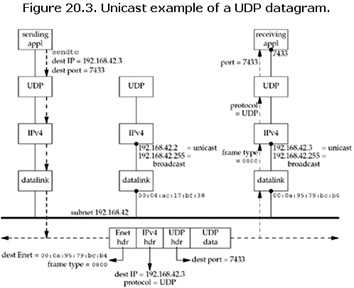 Figure 20.3. Unicast example of a UDP datagram.
sending
appl
sendto
dest IP = 192.168.42.3
dest port = 7433
receiving
appl
7433
port = 7433
UDP
UDP
UDP
protocol
= UDP
IPv4
IPv4
IPv4
192.168.42.2 = unicast
192.168.42.255 =
broadcast
frame type
= 0800
192.168.42.3 = unicast
192.168.42.255 =
broadcast
datalink
datalink
datalink
00:04:ac:17:bf:38
00:0a:95:79:bc:b4
subnet 192.168.42
Enet
hdr
IPv4
hdr
UDP
hdr
UDP
data
dest Enet = 00:0a:95:79:bc:b4
frame type = 0800
dest port = 7433
dest IP = 192.168.42.3
protocol = UDP